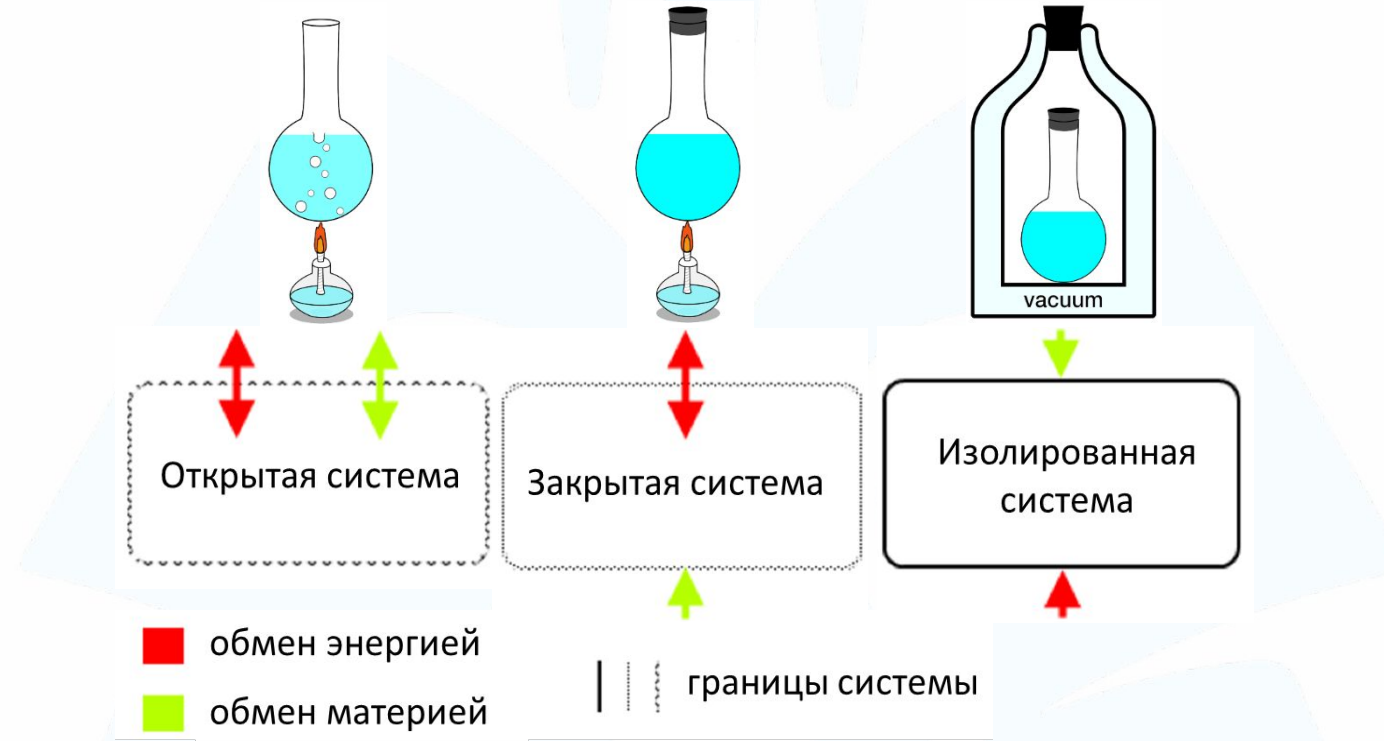 vacuum
Открытая система
Закрытая система
Изолированная
система
обмен энергией
обмен материей
границы системы